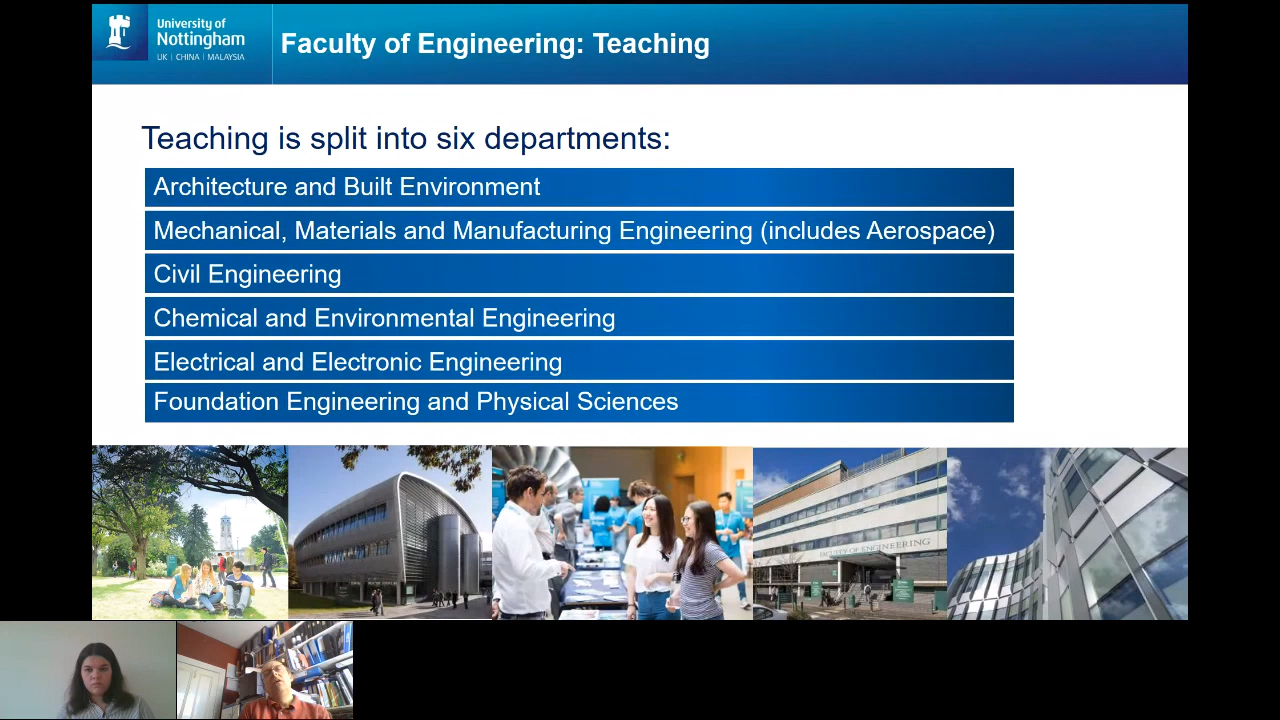 University of
Nottingham
UK | CHINA | MALAYSIA
Faculty of Engineering: Teaching
Teaching is split into six departments:
Architecture and Built Environment
Mechanical, Materials and Manufacturing Engineering (includes Aerospace)
Civil Engineering
Chemical and Environmental Engineering
Electrical and Electronic Engineering
Foundation Engineering and Physical Sciences
FACULTY OF ENGINEERING